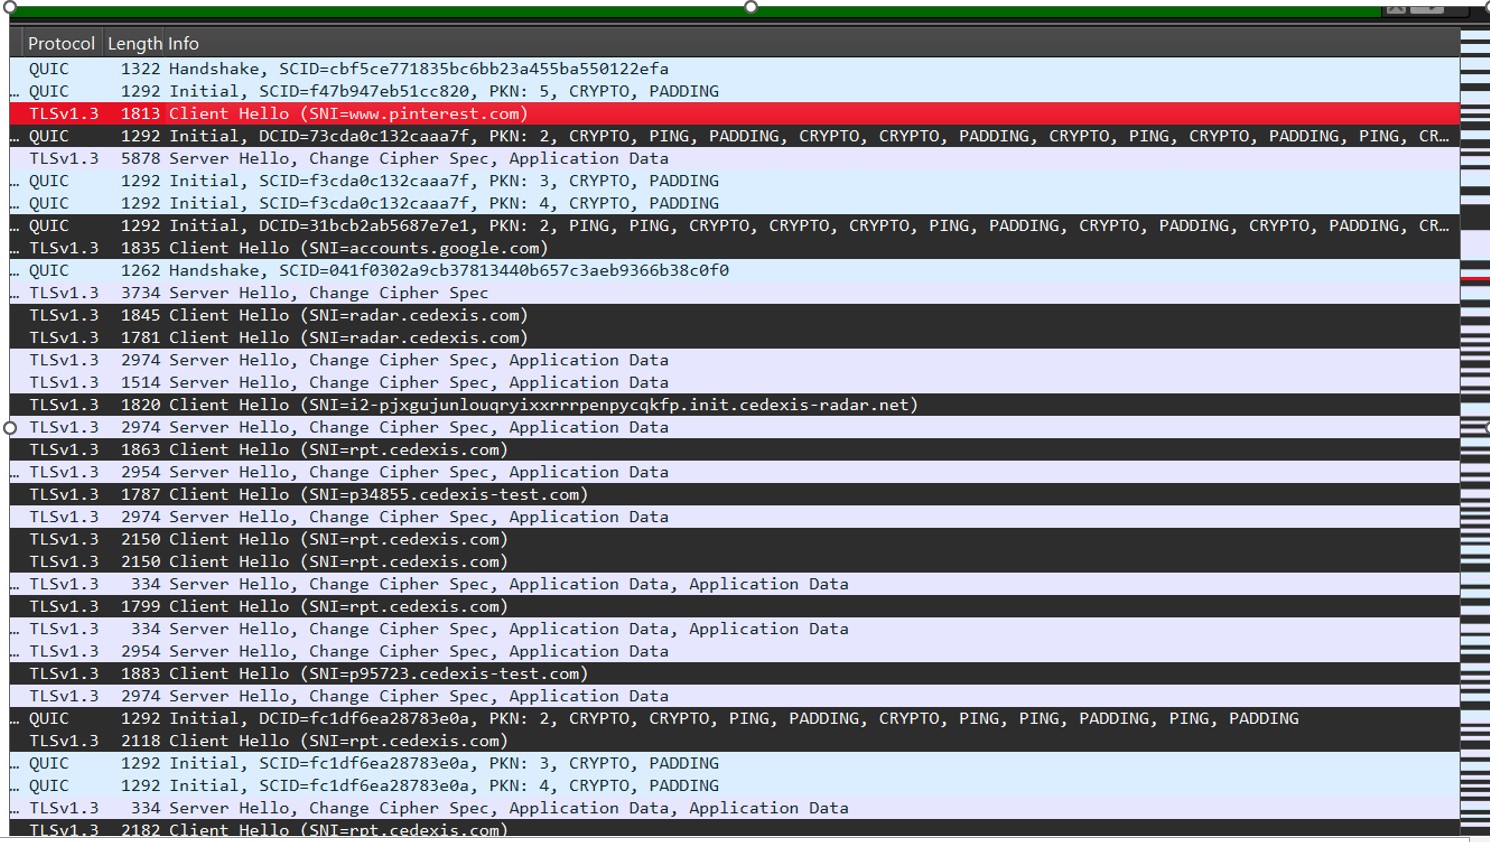 Protocol Length Info
QUIC 1322 Handshake, SCID=cbf5ce771835bc6bb23a455ba550122efa
… QUIC 1292 Initial, SCID=f47b947eb51cc820, PKN: 5, CRYPTO, PADDING
TLSv1.3 1813 Client Hello (SNI=www.pinterest.com)
… QUIC 1292 Initial, DCID=73cda0c132caaa7f, PKN: 2, CRYPTO, PING, PADDING, CRYPTO, CRYPTO, PADDING, CRYPTO, PING, CRYPTO, PADDING, PING, CR…
TLSv1.3 5878 Server Hello, Change Cipher Spec, Application Data
… QUIC 1292 Initial, SCID=f3cda0c132caaa7f, PKN: 3, CRYPTO, PADDING
… QUIC 1292 Initial, SCID=f3cda0c132caaa7f, PKN: 4, CRYPTO, PADDING
… QUIC 1292 Initial, DCID=31bcb2ab5687e7e1, PKN: 2, PING, PING, CRYPTO, CRYPTO, CRYPTO, PING, PADDING, CRYPTO, PADDING, CRYPTO, PADDING, CR…
… TLSv1.3 1835 Client Hello (SNI=accounts.google.com)
… QUIC 1262 Handshake, SCID=041f0302a9cb37813440b657c3aeb9366b38c0f0
… TLSv1.3 3734 Server Hello, Change Cipher Spec
TLSv1.3 1845 Client Hello (SNI=radar.cedexis.com)
TLSv1.3 1781 Client Hello (SNI=radar.cedexis.com)
TLSv1.3 2974 Server Hello, Change Cipher Spec, Application Data
TLSv1.3 1514 Server Hello, Change Cipher Spec, Application Data
TLSv1.3 1820 Client Hello (SNI=i2-pjxgujunlouqryixxrrrpenpycqkfp.init.cedexis-radar.net)
TLSv1.3 2974 Server Hello, Change Cipher Spec, Application Data
TLSv1.3 1863 Client Hello (SNI=rpt.cedexis.com)
… TLSv1.3 2954 Server Hello, Change Cipher Spec, Application Data
TLSv1.3 1787 Client Hello (SNI=p34855.cedexis-test.com)
TLSv1.3 2974 Server Hello, Change Cipher Spec, Application Data
TLSv1.3 2150 Client Hello (SNI=rpt.cedexis.com)
TLSv1.3 2150 Client Hello (SNI=rpt.cedexis.com)
… TLSv1.3 334 Server Hello, Change Cipher Spec, Application Data, Application Data
TLSv1.3 1799 Client Hello (SNI=rpt.cedexis.com)
… TLSv1.3 334 Server Hello, Change Cipher Spec, Application Data, Application Data
… TLSv1.3 2954 Server Hello, Change Cipher Spec, Application Data
TLSv1.3 1883 Client Hello (SNI=p95723.cedexis-test.com)
TLSv1.3 2974 Server Hello, Change Cipher Spec, Application Data
… QUIC 1292 Initial, DCID=fc1df6ea28783e0a, PKN: 2, CRYPTO, CRYPTO, PING, PADDING, CRYPTO, PING, PING, PADDING, PING, PADDING
TLSv1.3 2118 Client Hello (SNI=rpt.cedexis.com)
… QUIC 1292 Initial, SCID=fc1df6ea28783e0a, PKN: 3, CRYPTO, PADDING
… QUIC 1292 Initial, SCID=fc1df6ea28783e0a, PKN: 4, CRYPTO, PADDING
… TLSv1.3 334 Server Hello, Change Cipher Spec, Application Data, Application Data
TLSv1.3 2182 Client Hello (SNI=rpt.cedexis.com)